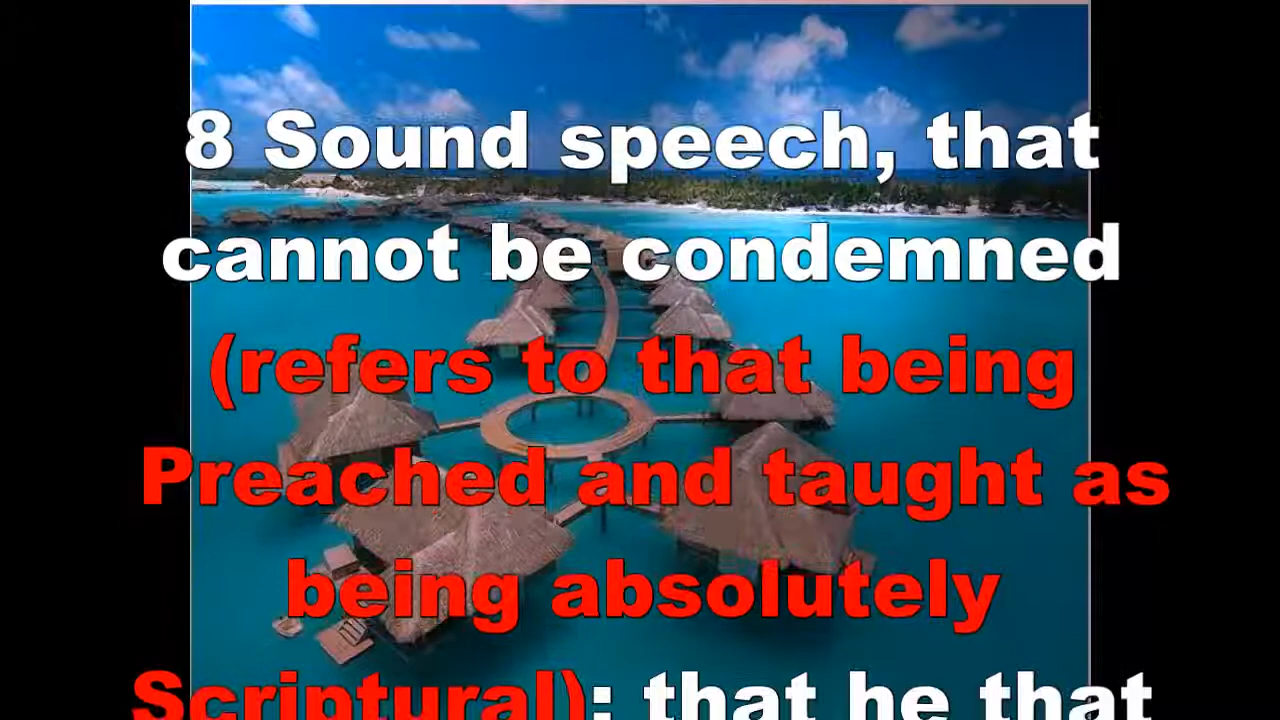 8 Sound speech, that
cannot be condemned
(refers to that being
Preached and taught as
being absolutely
Scriptural): that he that